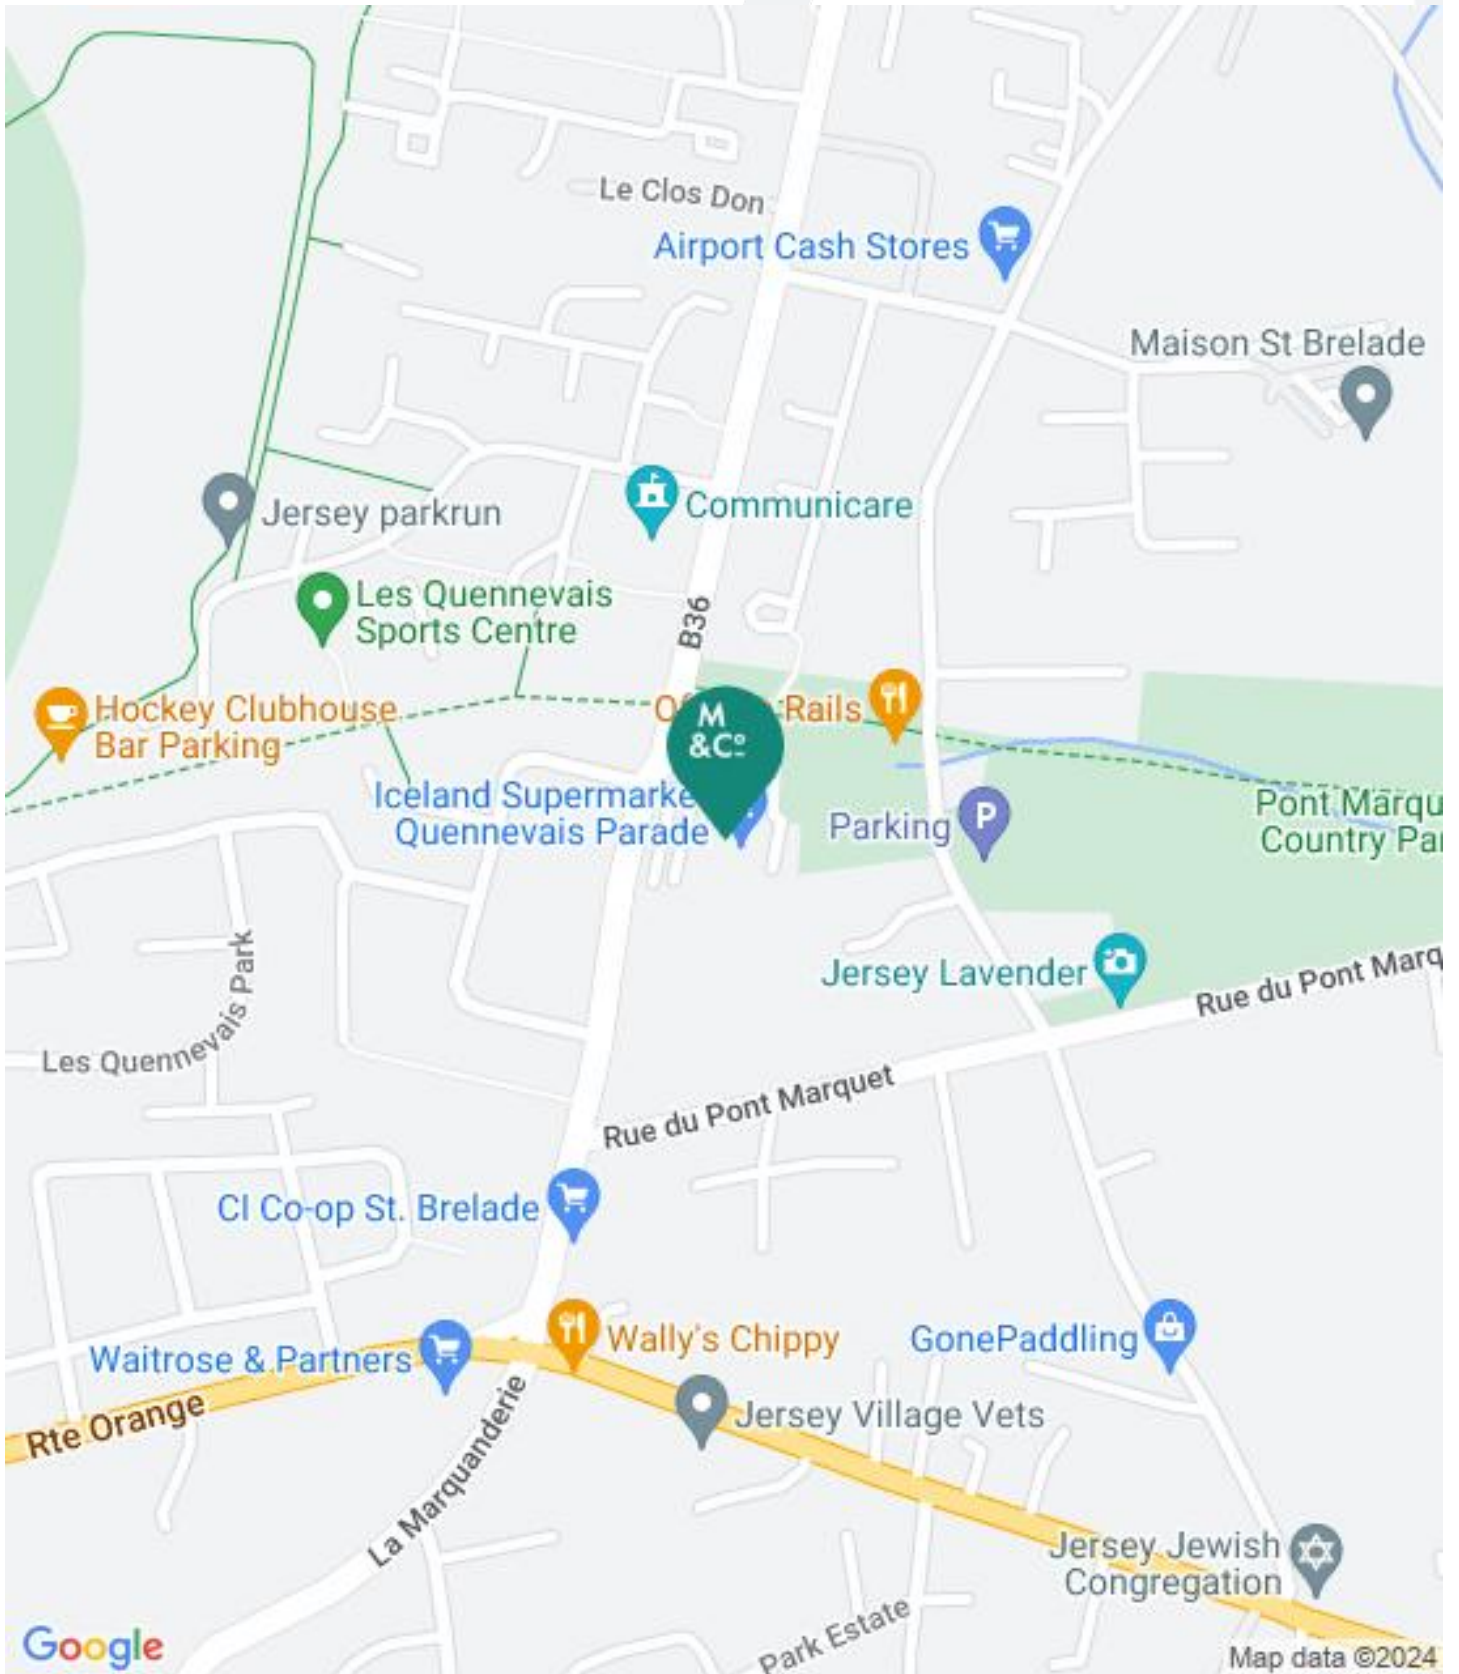 Le Clos Don
Airport Cash Stores
Maison St Brelade
Communicare
Jersey parkrun
Les Quennevais
Sports Centre
B36
Rails
Hockey Clubhouse
Bar Parking
M
&Cº
Iceland Supermarke
Quennevais Parade
Parking
P
Pont Marqu
Country Par
Jersey Lavender
Rue du Pont Marq
Les Quennevais Park
Rue du Pont Marquet
CI Co-op St. Brelade
Wally's Chippy
GonePaddling
Waitrose & Partners
Rte Orange
La Marquanderie
Jersey Village Vets
Jersey Jewish
Congregation
Park Estate
Google
Map data ©2024